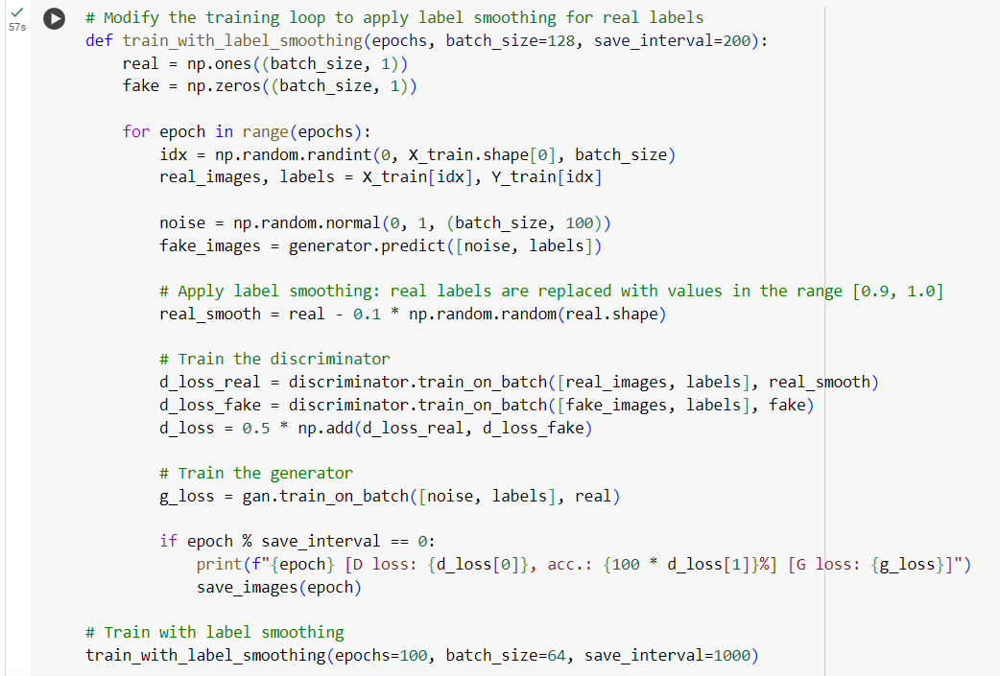 57s
# Modify the training loop to apply label smoothing for real labels
def train_with_label_smoothing(epochs, batch_size=128, save_interval=200):
    real = np.ones((batch_size, 1))
    fake = np.zeros((batch_size, 1))

    for epoch in range(epochs):
        idx = np.random.randint(0, X_train.shape[0], batch_size)
        real_images, labels = X_train[idx], Y_train[idx]

        noise = np.random.normal(0, 1, (batch_size, 100))
        fake_images = generator.predict([noise, labels])

        # Apply label smoothing: real labels are replaced with values in the range [0.9, 1.0]
        real_smooth = real - 0.1 * np.random.random(real.shape)

        # Train the discriminator
        d_loss_real = discriminator.train_on_batch([real_images, labels], real_smooth)
        d_loss_fake = discriminator.train_on_batch([fake_images, labels], fake)
        d_loss = 0.5 * np.add(d_loss_real, d_loss_fake)

        # Train the generator
        g_loss = gan.train_on_batch([noise, labels], real)

        if epoch % save_interval == 0:
            print(f"{epoch} [D loss: {d_loss[0]}, acc.: {100 * d_loss[1]}%] [G loss: {g_loss}]")
            save_images(epoch)

# Train with label smoothing
train_with_label_smoothing(epochs=100, batch_size=64, save_interval=1000)